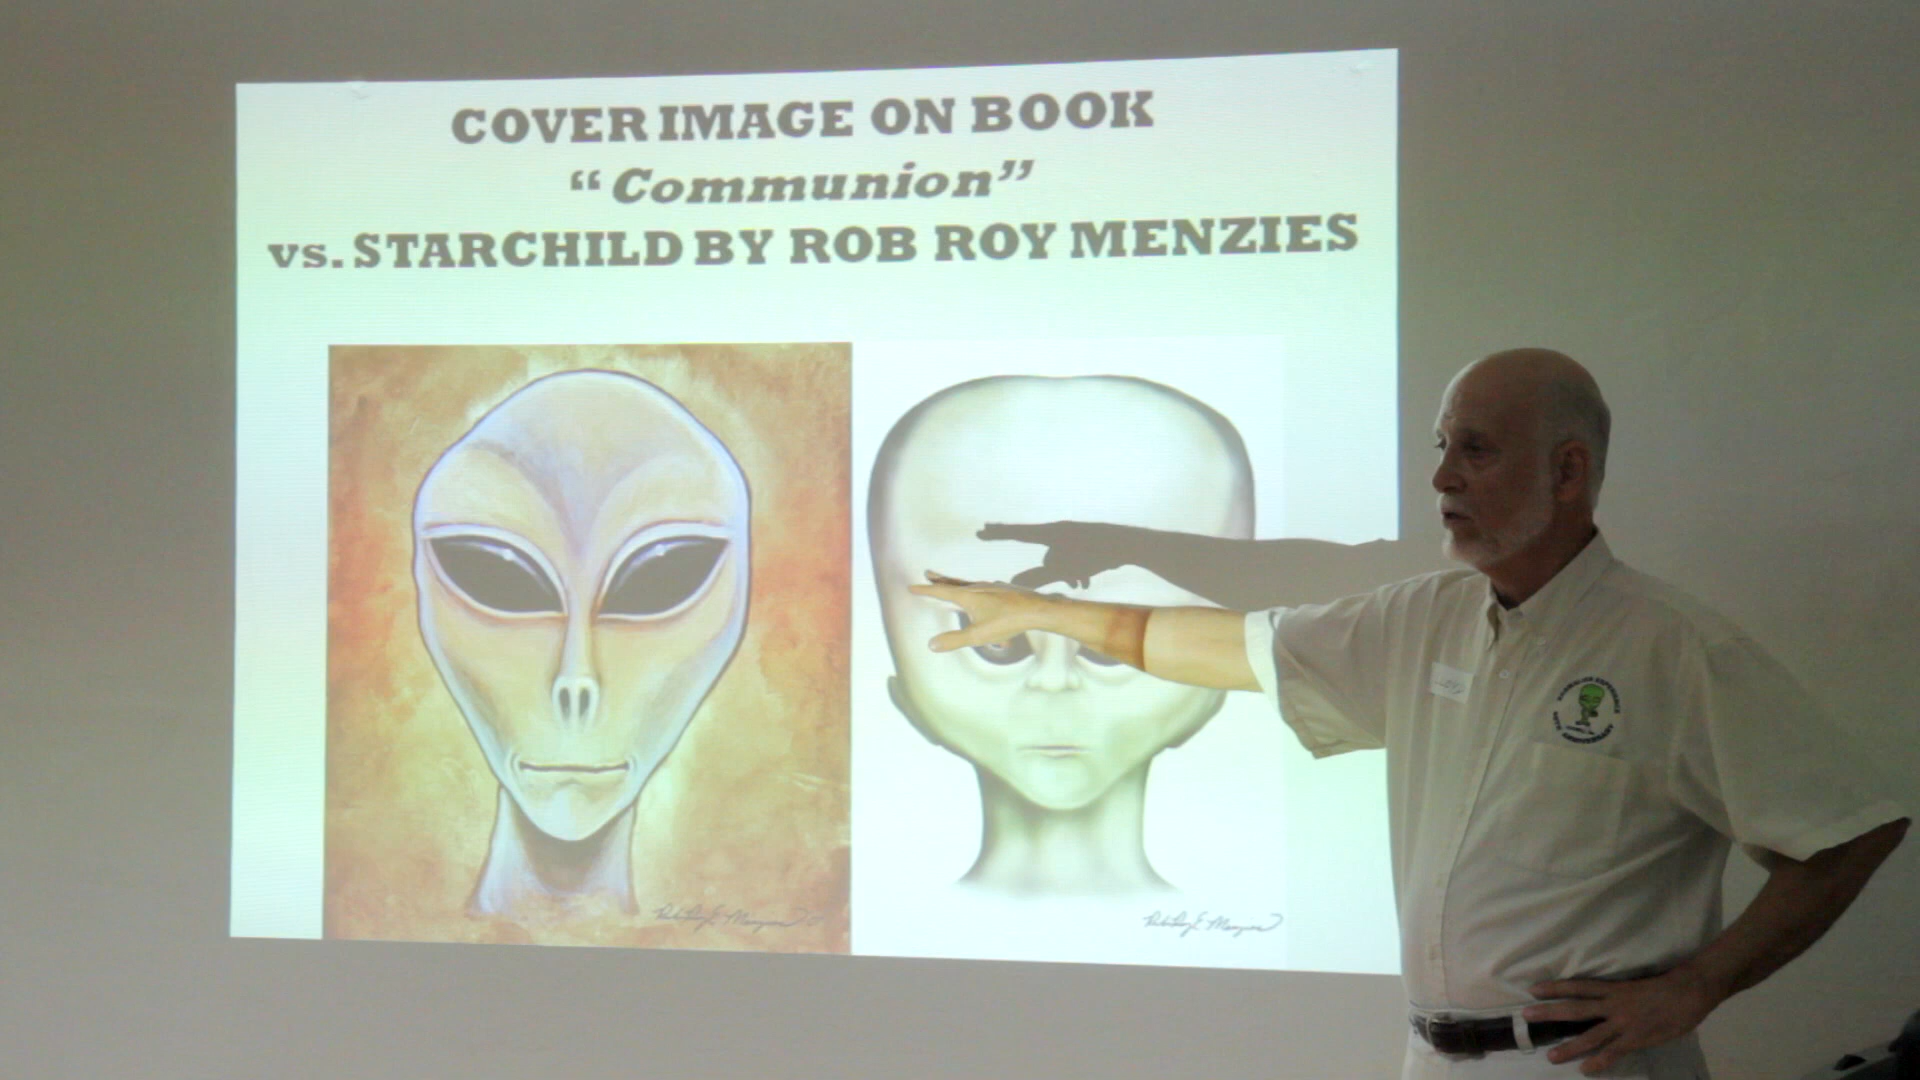 COVER IMAGE ON BOOK
“Communion”
vs. STARCHILD BY ROB ROY MENZIES